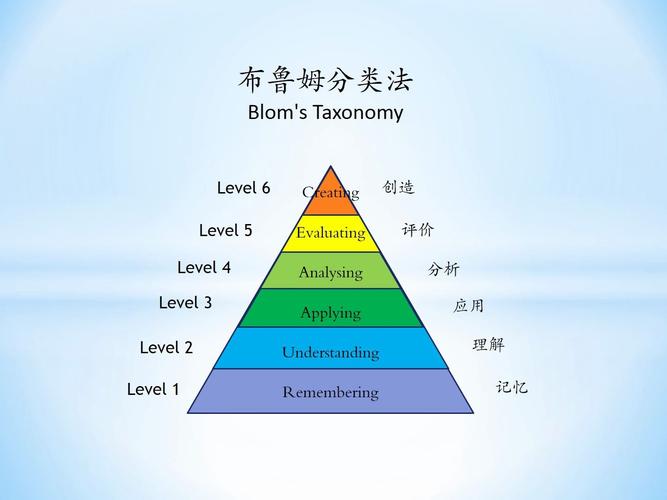 布鲁姆分类法
Blom's Taxonomy
Level 6 Creating 创造
Level 5 Evaluating 评价
Level 4 Analysing 分析
Level 3 Applying 应用
Level 2 Understanding 理解
Level 1 Remembering 记忆